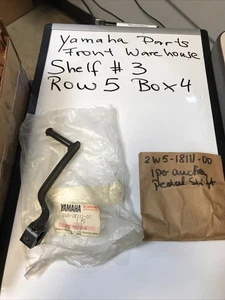 Yamaha Parts
Front Warehouse
Shelf # 3
Row 5 Box 4
2W5-18111-00
1pc
Pedal Shift
YAMAHA